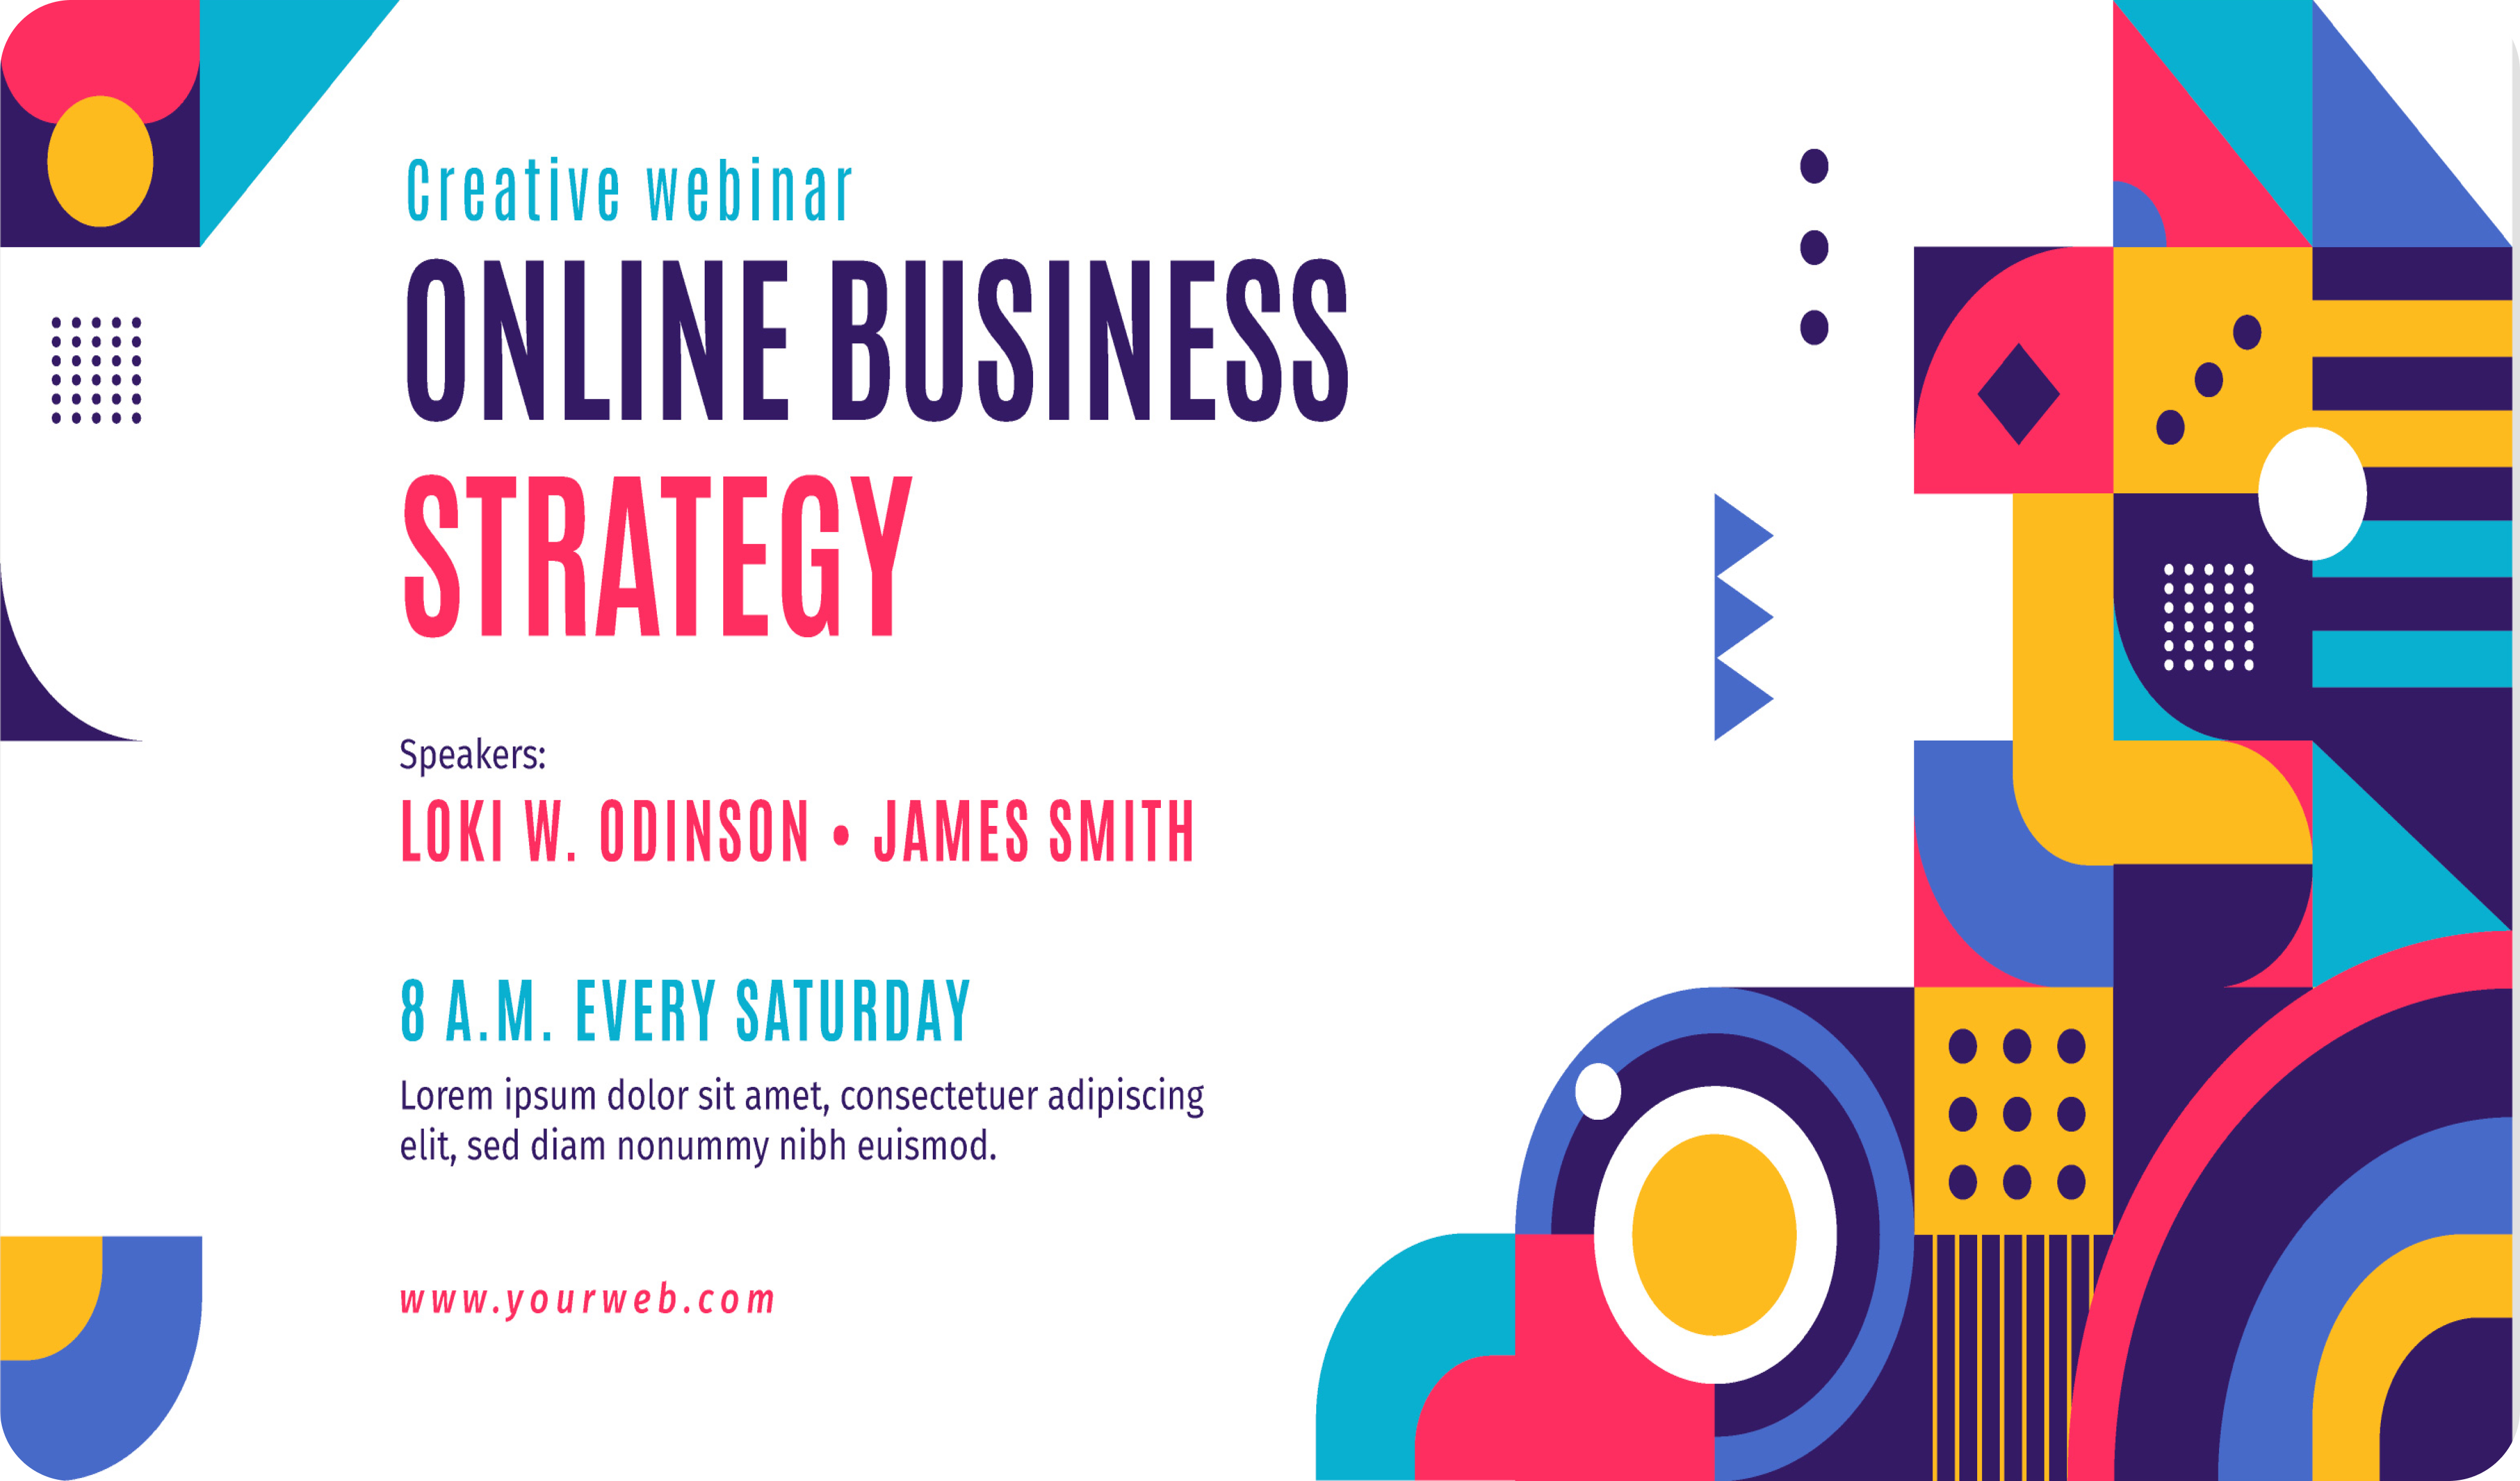 Creative webinar
ONLINE BUSINESS
STRATEGY
Speakers:
LOKI W. ODINSON • JAMES SMITH
8 A.M. EVERY SATURDAY
Lorem ipsum dolor sit amet, consectetuer adipiscing
elit, sed diam nonummy nibh euismod.
www.yourweb.com